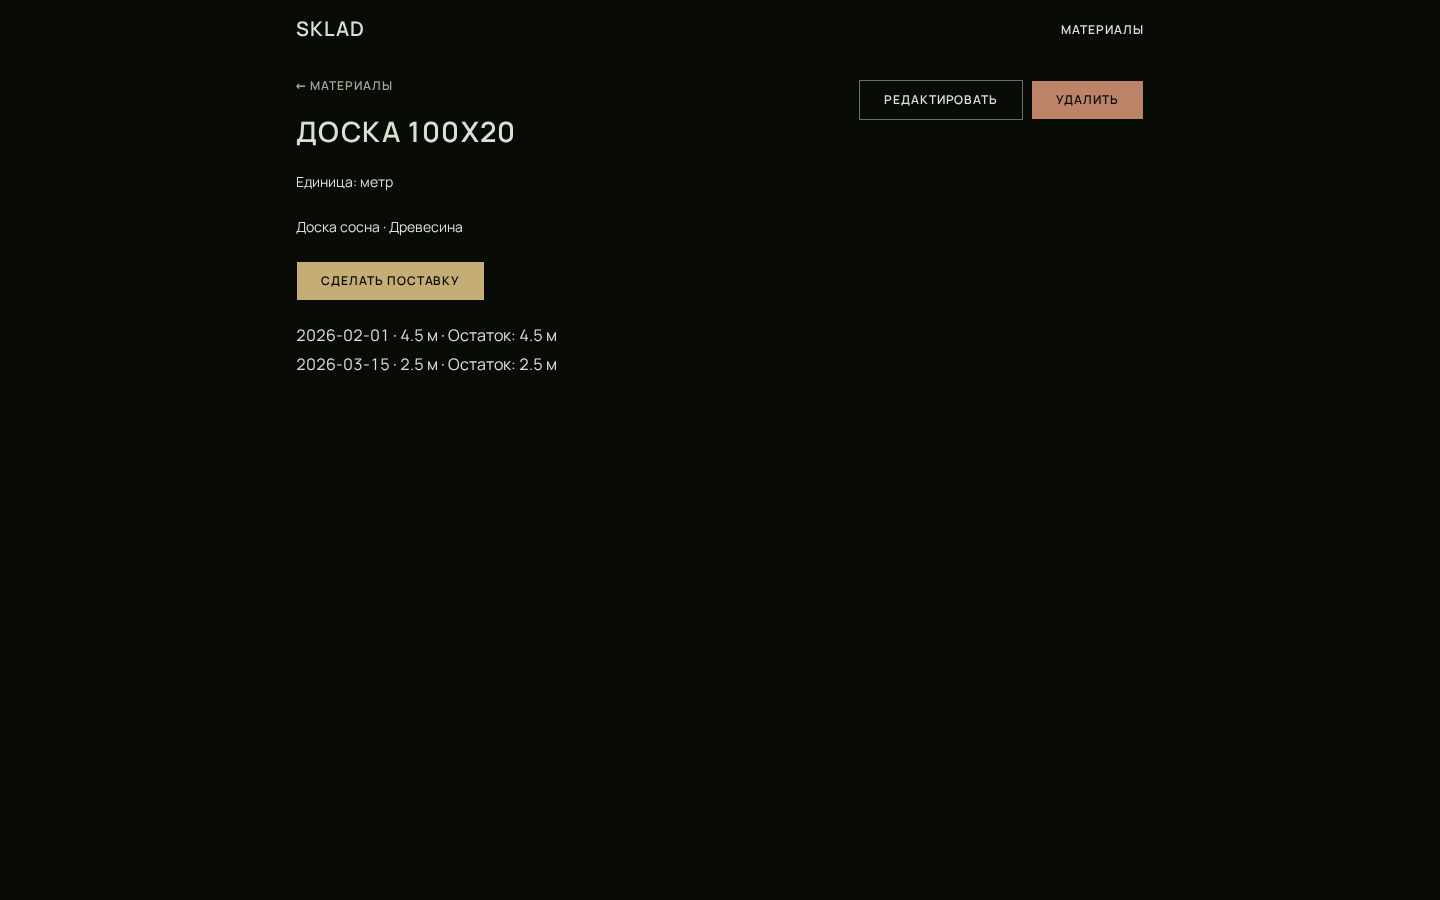 SKLAD
МАТЕРИАЛЫ
← МАТЕРИАЛЫ
РЕДАКТИРОВАТЬ
УДАЛИТЬ
ДОСКА 100X20
Единица: метр
Доска сосна · Древесина
СДЕЛАТЬ ПОСТАВКУ
2026-02-01 · 4.5 м · Остаток: 4.5 м
2026-03-15 · 2.5 м · Остаток: 2.5 м